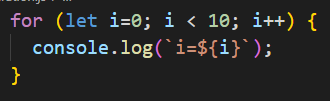 for (let i=0; i < 10; i++) {
  console.log(`i=${i}`);
}